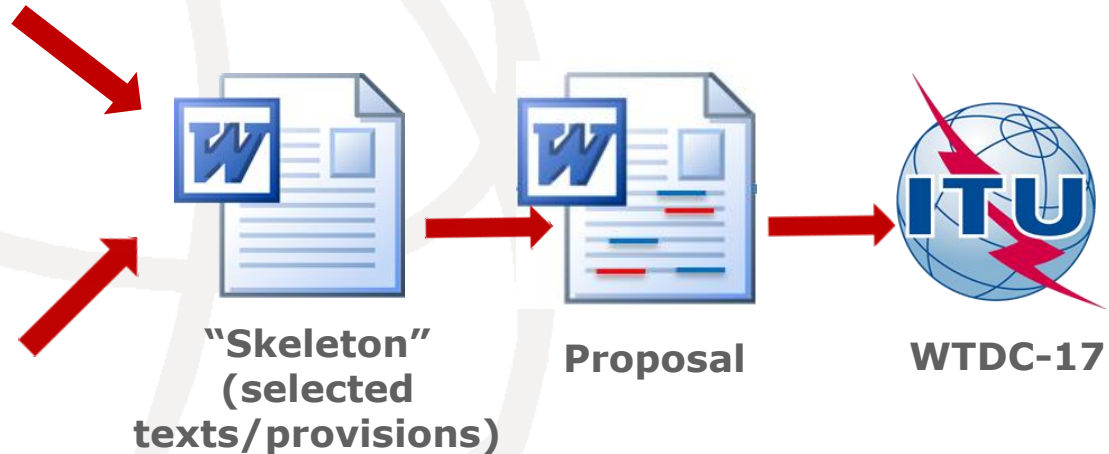 W
W
ITU
“Skeleton”
(selected
texts/provisions)
Proposal
WTDC-17